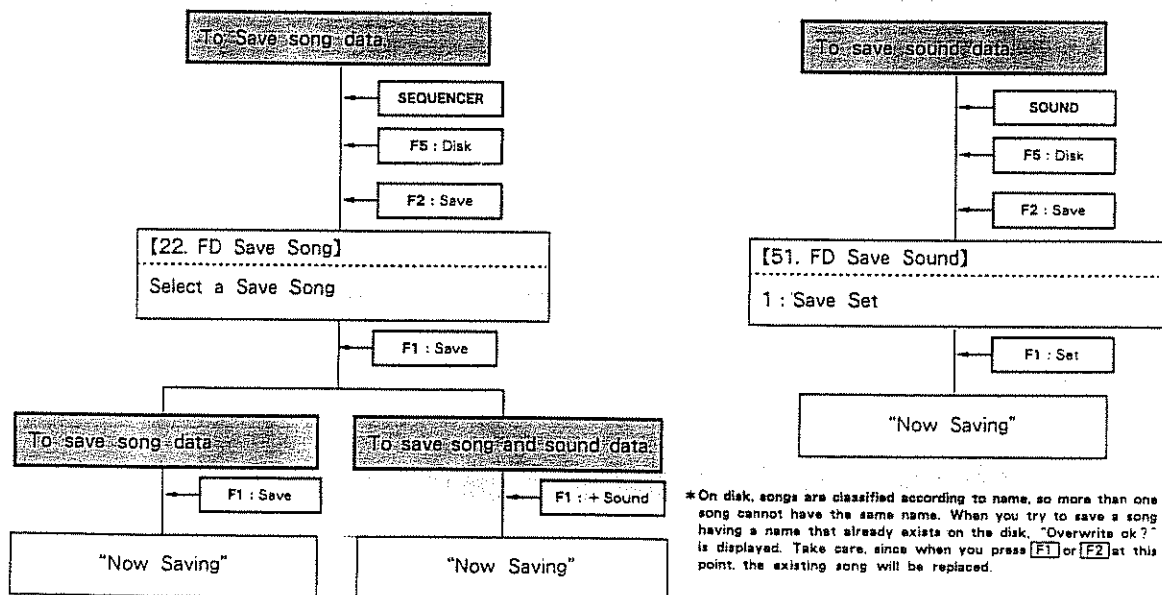 To Save song data,
SEQUENCER
F5 : Disk
F2 : Save
【22. FD Save Song】
Select a Save Song
F1 : Save
To save song data
F1 : Save
"Now Saving"
To save song and sound data,
F1 : + Sound
"Now Saving"
To save sound data,
SOUND
F5 : Disk
F2 : Save
【51. FD Save Sound】
1 : Save Set
F1 : Set
"Now Saving"
* On disk, songs are classified according to name, so more than one
song cannot have the same name. When you try to save a song
having a name that already exists on the disk, "Overwrite ok ?"
is displayed. Take care, since when you press F1 or F2 at this
point, the existing song will be replaced.